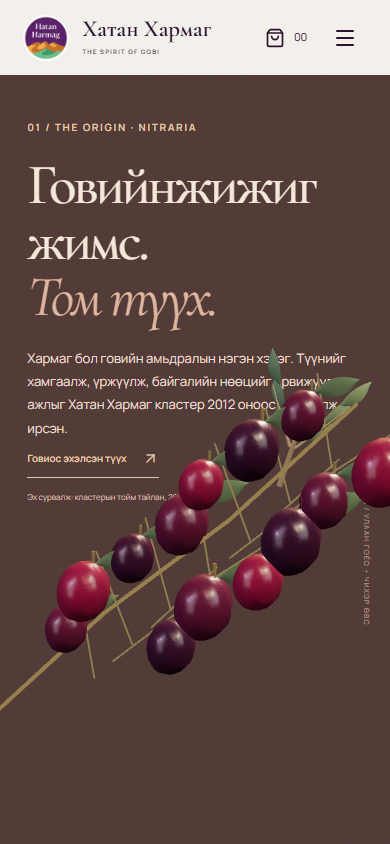 Hatan
Harmag
Хатан Хармаг
THE SPIRIT OF GOBI
00
01 / THE ORIGIN · NITRARIA
Говийнжижиг
жимс.
Том түүх.
Хармаг бол говийн амьдралын нэгэн хэсэг. Түүнийг
хамгаалж, үржүүлж, байгалийн нөөцийг
ажлыг Хатан Хармаг кластер 2012 оноос
ирсэн.
Говиос эхэлсэн түүх
Эх сурвалж: кластерын тойм тайлан,
/ УЛААН ГОЁО + ЧИХЭР ӨВС